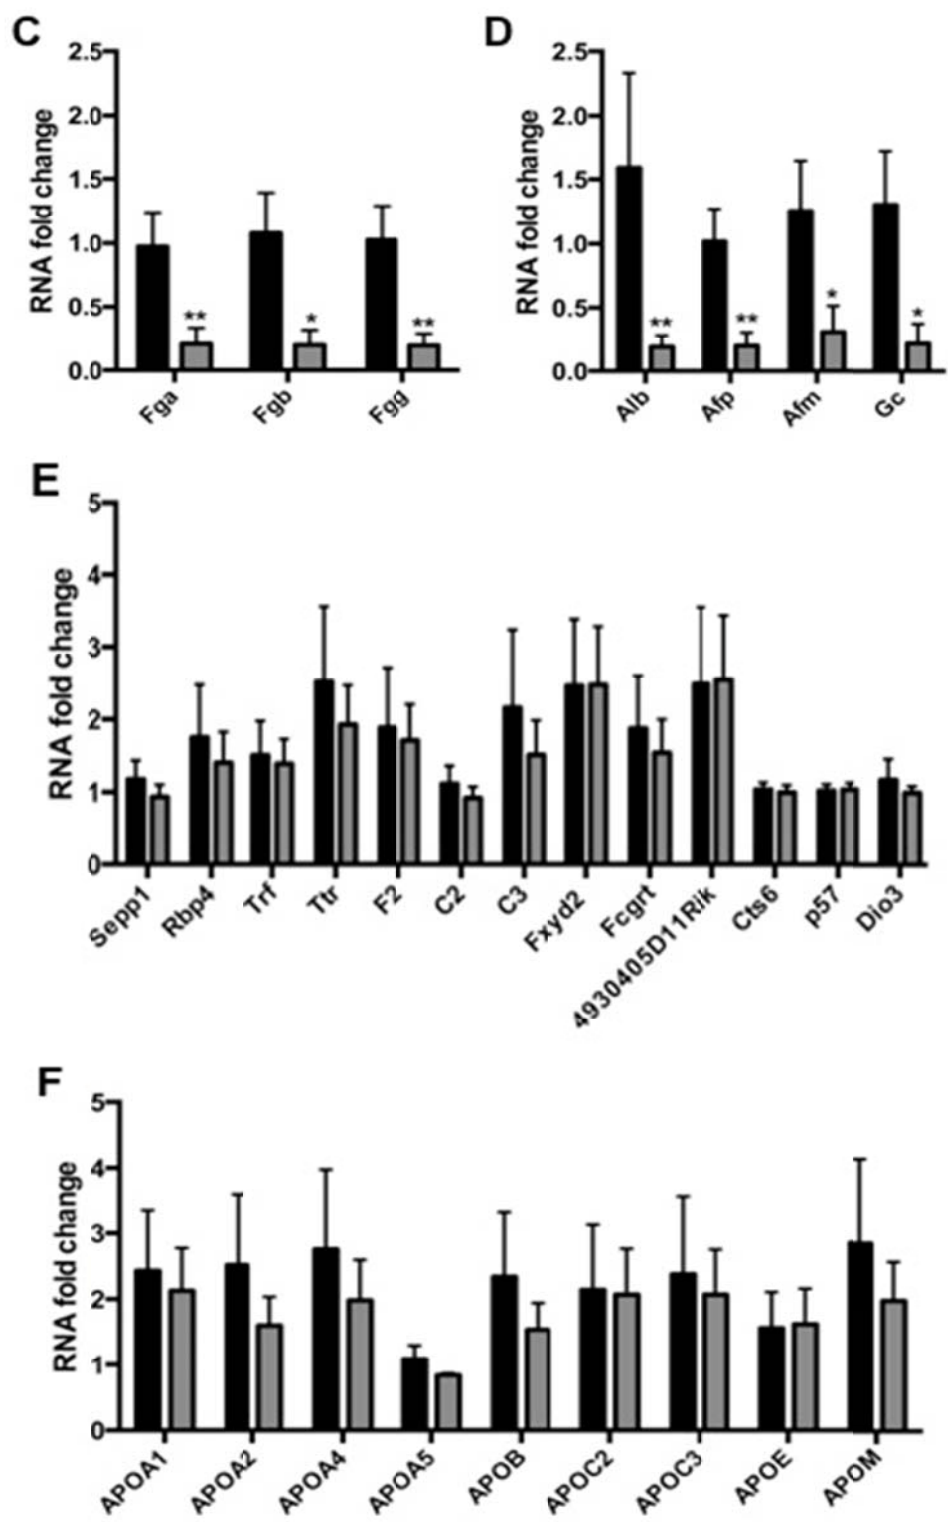 C
RNA fold change
2.5
2.0
1.5
1.0
0.5
0.0
**
*
**
Fga
Fgb
Fgg
D
RNA fold change
2.5
2.0
1.5
1.0
0.5
0.0
**
**
*
*
Alb
Afp
Afm
Gc
E
RNA fold change
5
4
3
2
1
0
Sepp1
Rbp4
Trf
Ttr
F2
C2
C3
Fxyd2
Fcgrt
4930405D11Rik
Cts6
p57
Dio3
F
RNA fold change
5
4
3
2
1
0
APOA1
APOA2
APOA4
APOA5
APOB
APOC2
APOC3
APOE
APOM